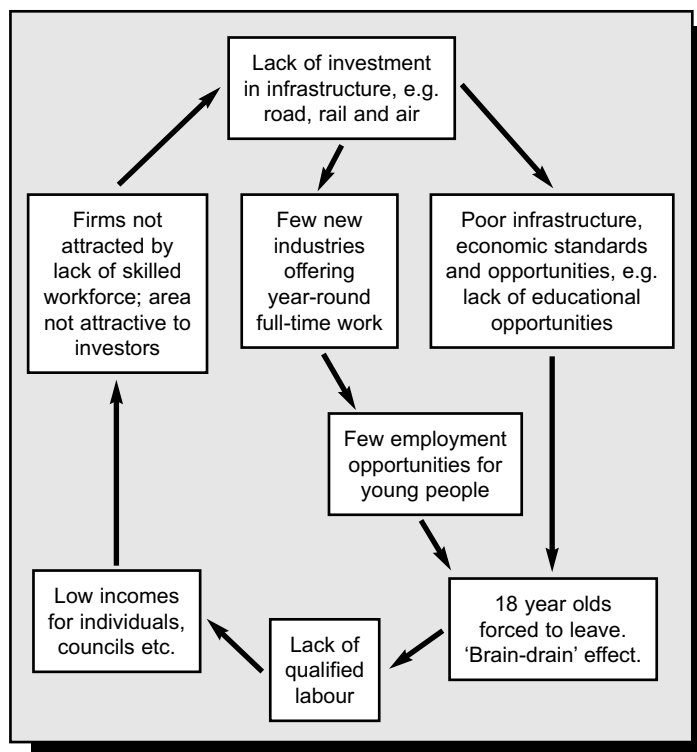 Lack of investment
in infrastructure, e.g.
road, rail and air
Firms not
attracted by
lack of skilled
workforce; area
not attractive to
investors
Few new
industries
offering
year-round
full-time work
Poor infrastructure,
economic standards
and opportunities, e.g.
lack of educational
opportunities
Few employment
opportunities for
young people
Low incomes
for individuals,
councils etc.
Lack of
qualified
labour
18 year olds
forced to leave.
‘Brain-drain’ effect.